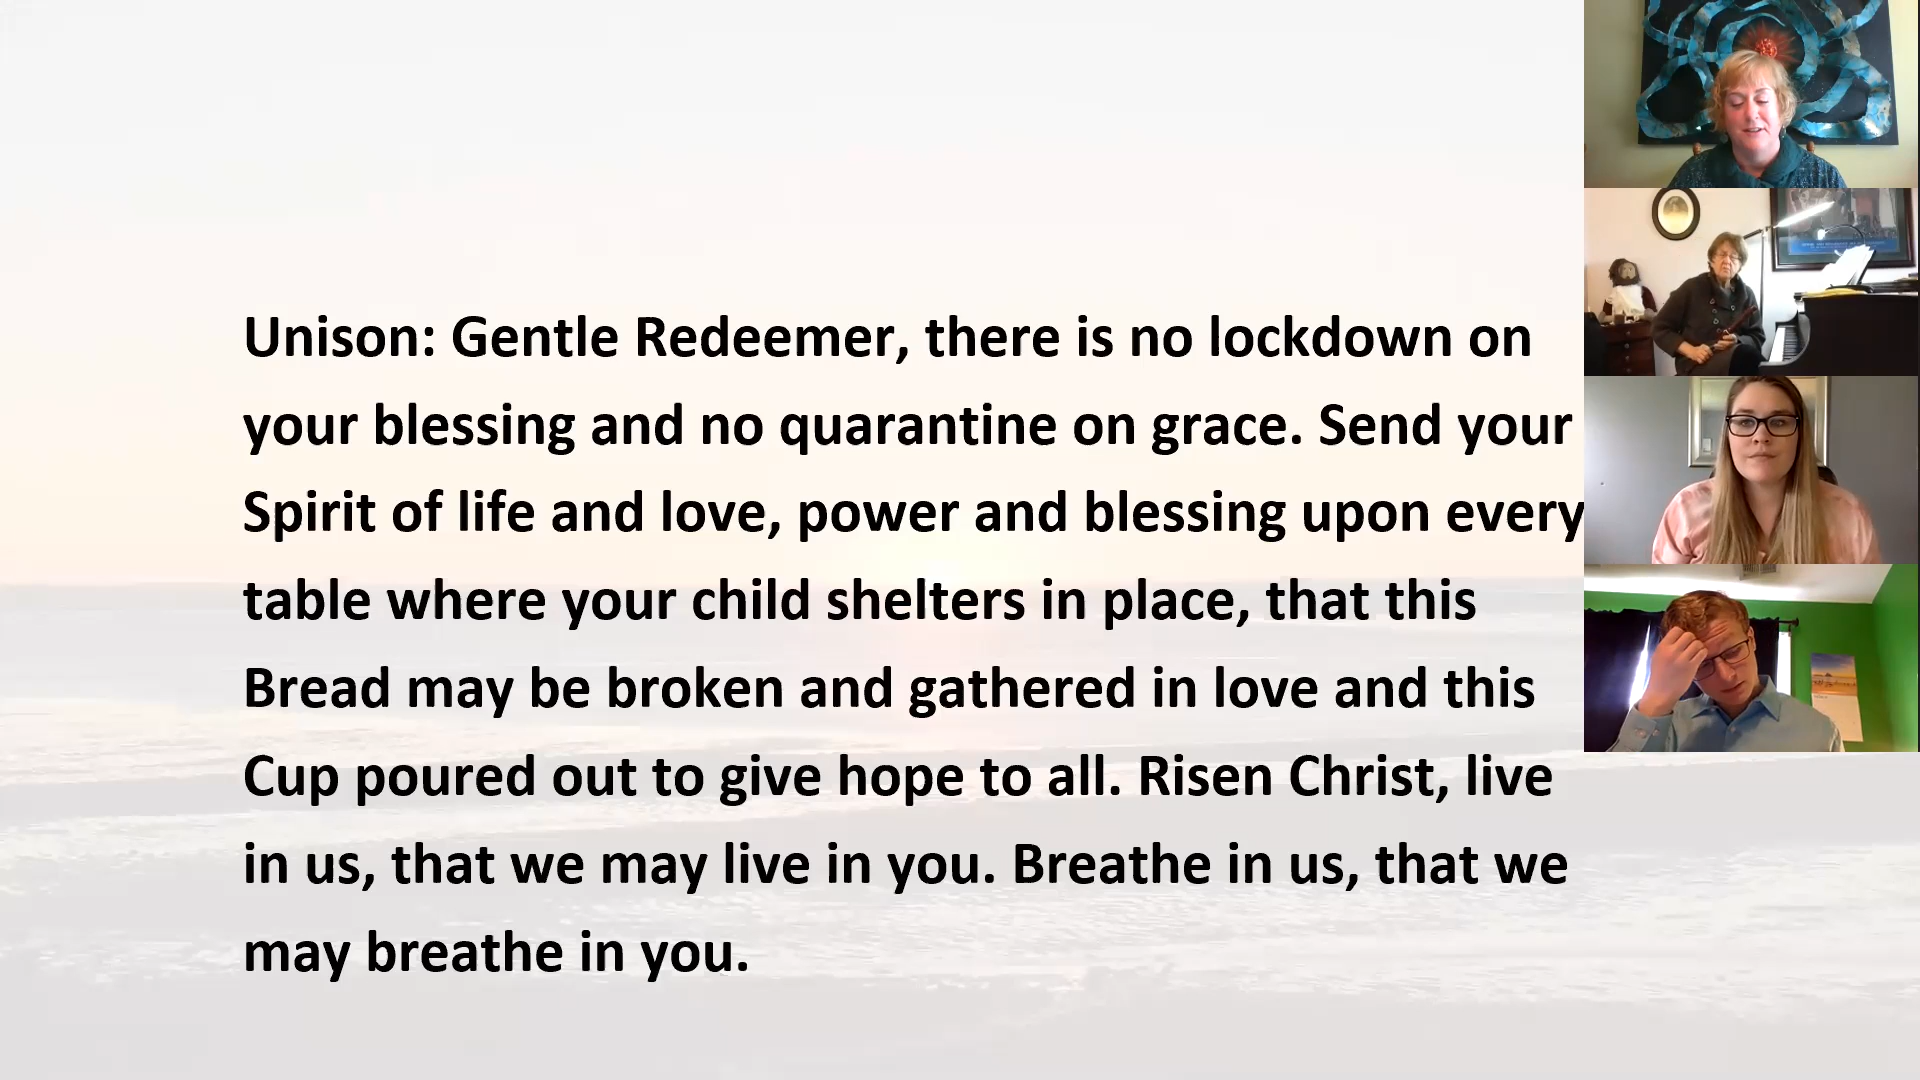 Unison: Gentle Redeemer, there is no lockdown on
your blessing and no quarantine on grace. Send your
Spirit of life and love, power and blessing upon every
table where your child shelters in place, that this
Bread may be broken and gathered in love and this
Cup poured out to give hope to all. Risen Christ, live
in us, that we may live in you. Breathe in us, that we
may breathe in you.